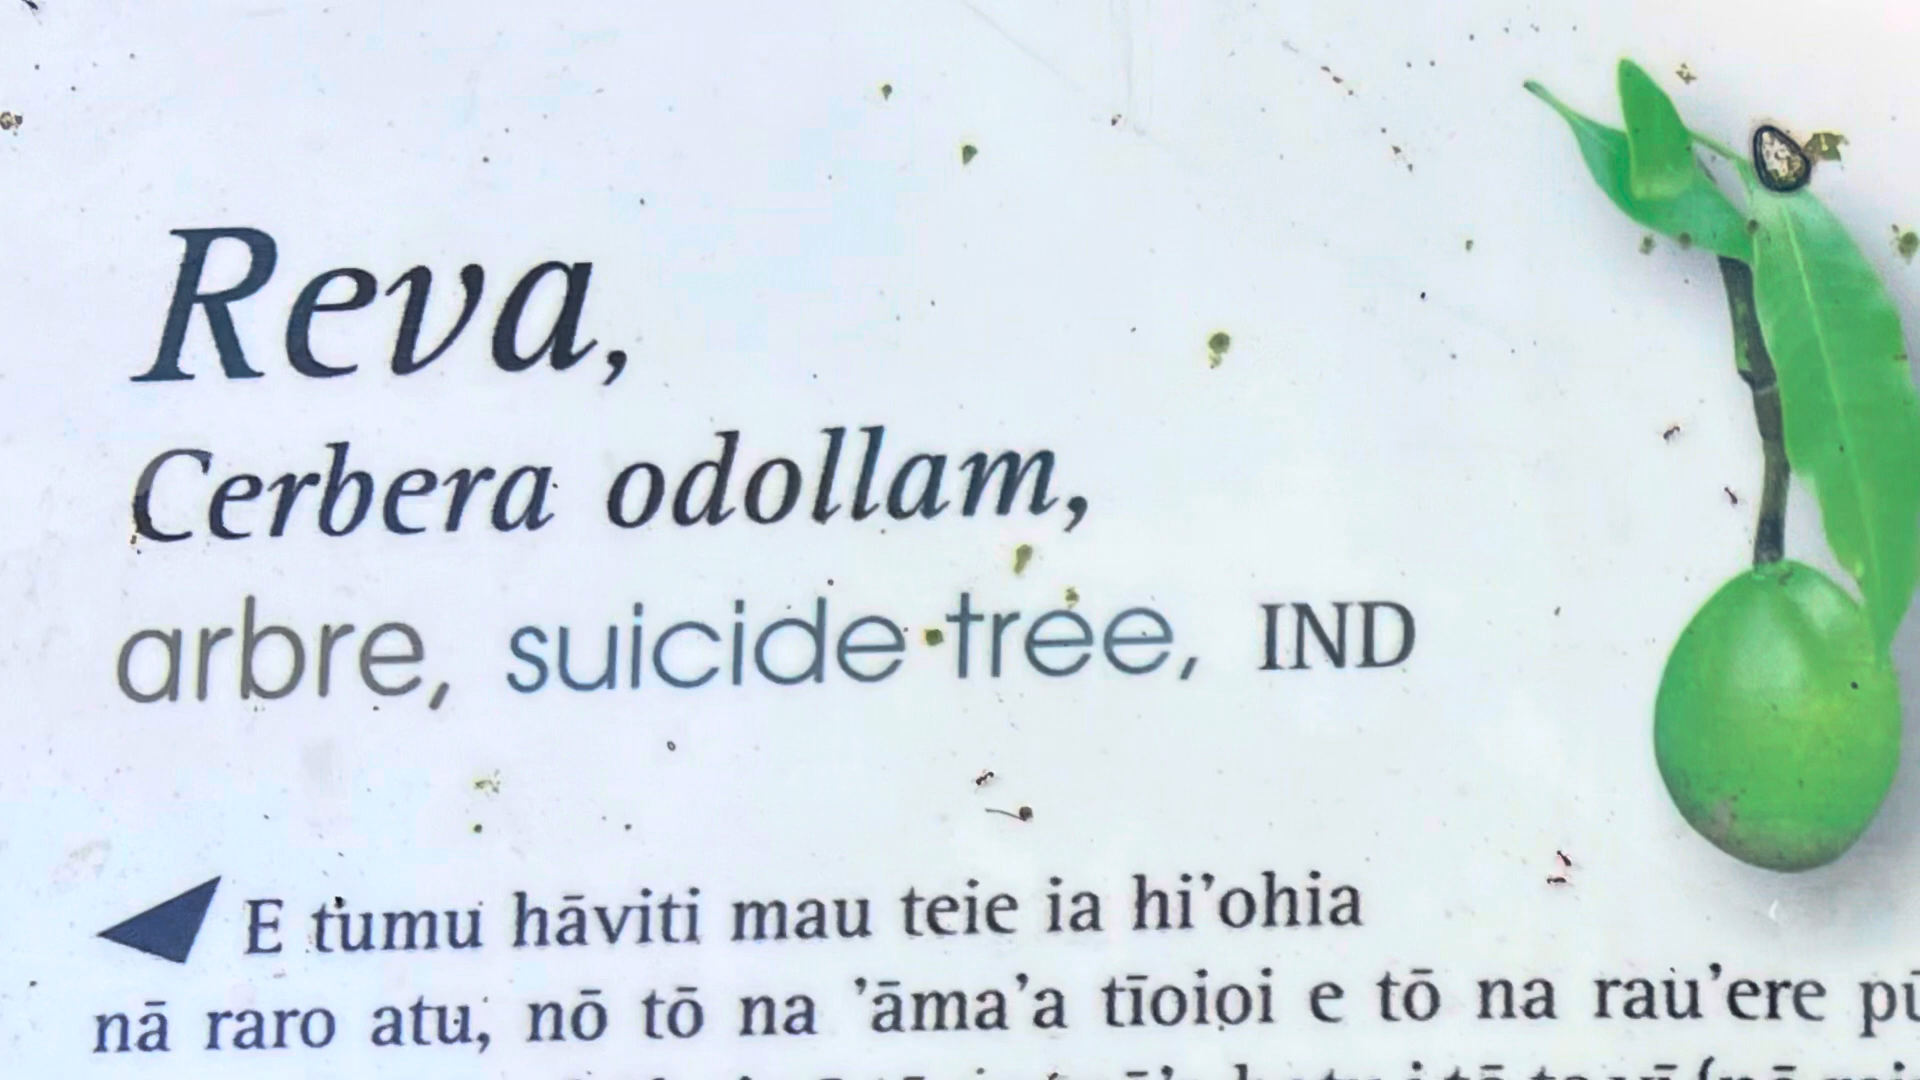 Reva,
Cerbera odollam,
arbre, suicide tree, IND
E tumu hāviti mau teie ia hi'ohia
nā raro atu, nō tō na 'āma'a tīoioi e tō na rau'ere